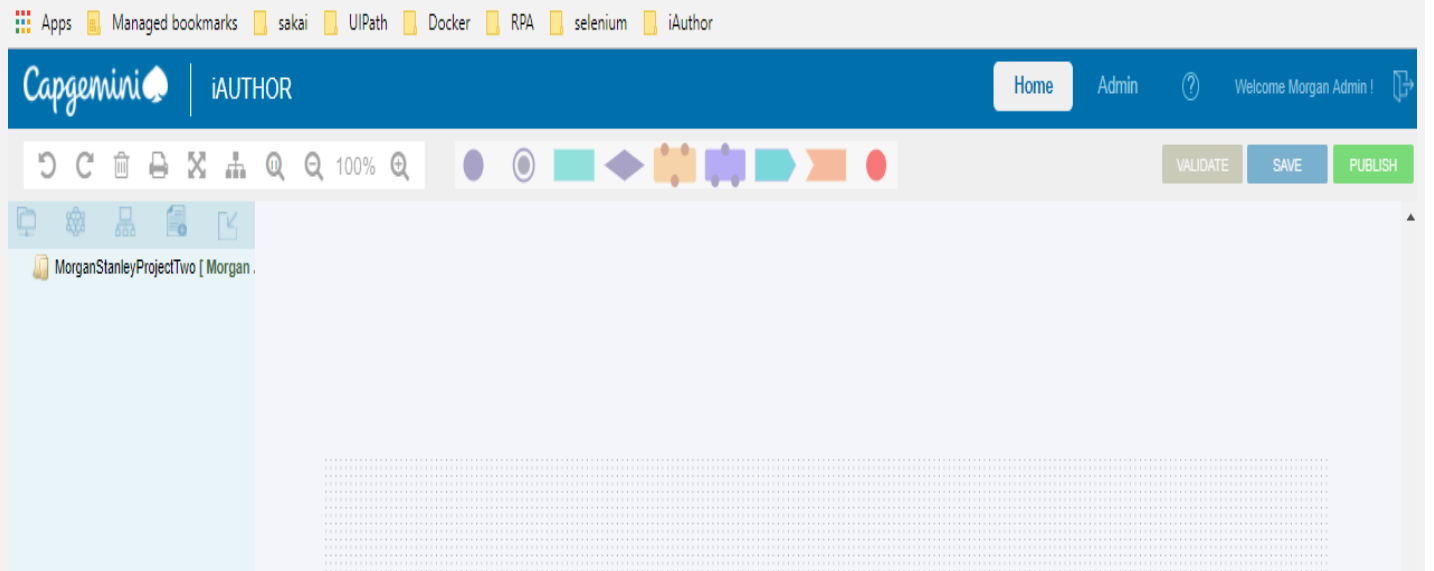 Apps Managed bookmarks sakai UIPath Docker RPA selenium iAuthor
Capgemini iAUTHOR Home Admin ? Welcome Morgan Admin !
100% VALIDATE SAVE PUBLISH
MorganStanleyProjectTwo [ Morgan